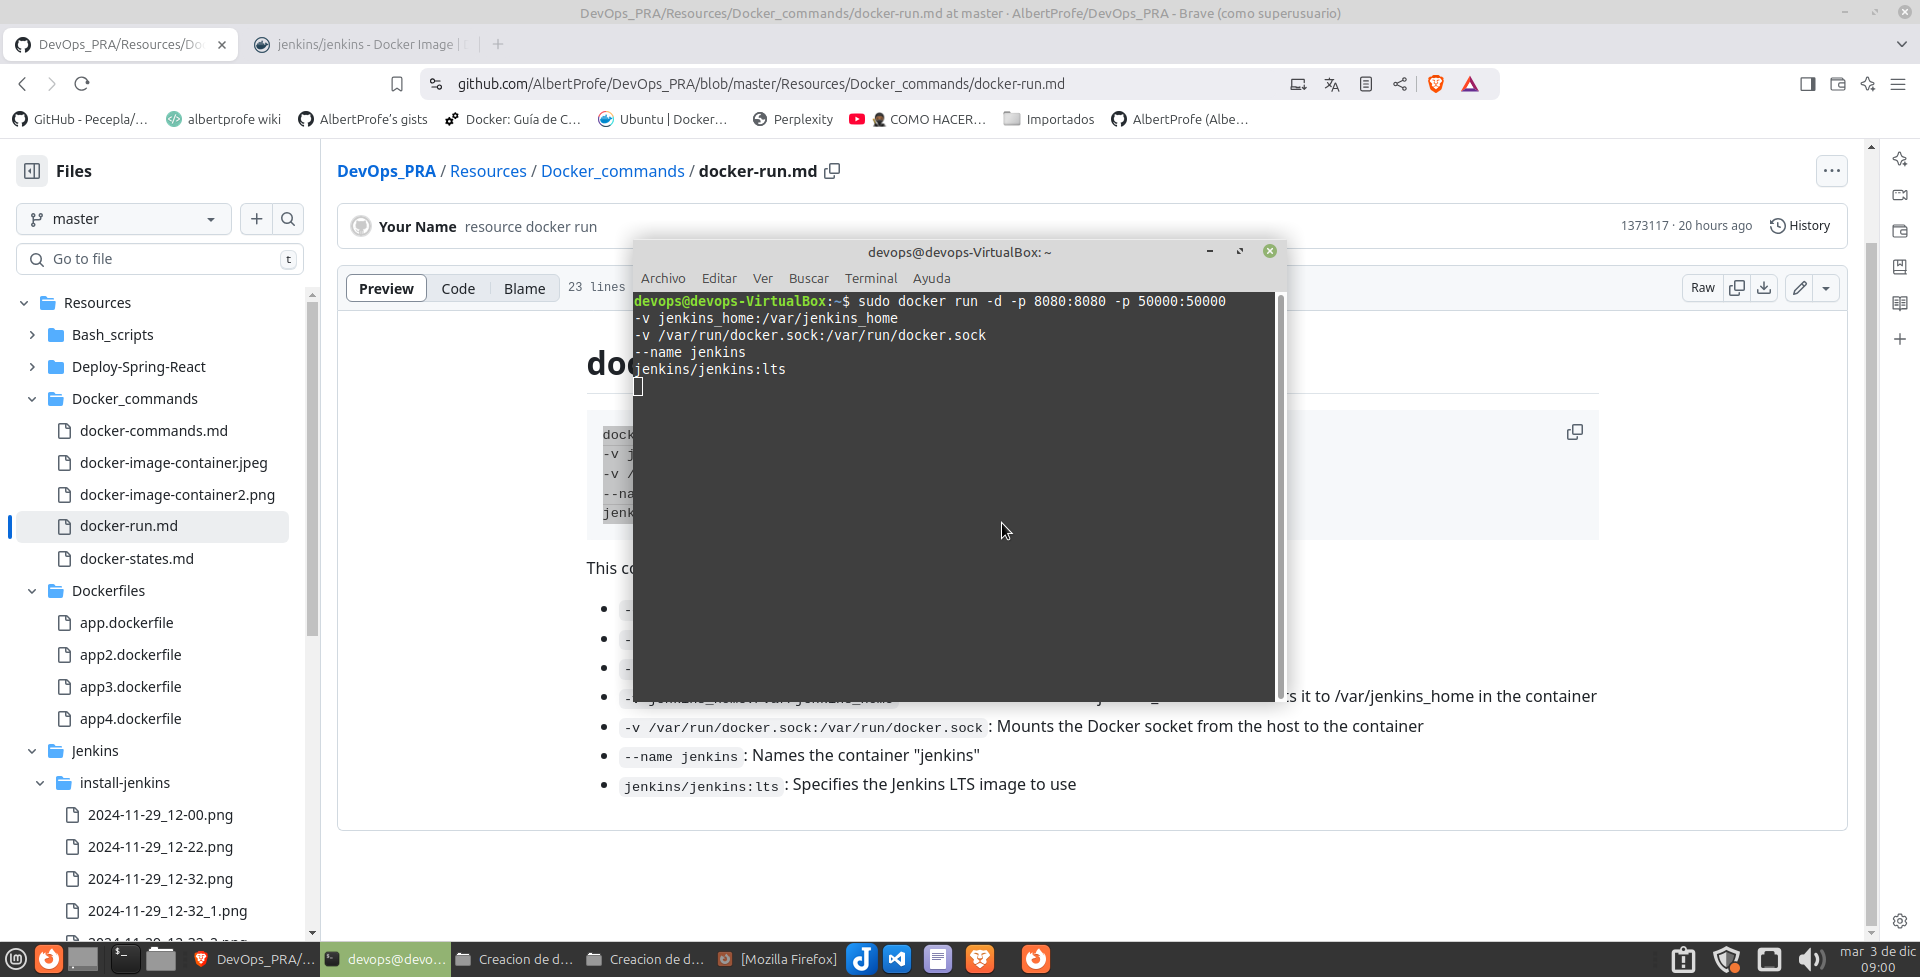 DevOps_PRA/Resources/Docker_commands/docker-run.md at master · AlbertProfe/DevOps_PRA - Brave (como superusuario)
DevOps_PRA/Resources/Do
jenkins/jenkins - Docker Image |
github.com/AlbertProfe/DevOps_PRA/blob/master/Resources/Docker_commands/docker-run.md
GitHub - Pecepla/...
albertprofe wiki
AlbertProfe's gists
Docker: Guía de C...
Ubuntu | Docker...
Perplexity
COMO HACER...
Importados
AlbertProfe (Albe...
Files
master
Go to file
t
Resources
Bash_scripts
Deploy-Spring-React
Docker_commands
docker-commands.md
docker-image-container.jpeg
docker-image-container2.png
docker-run.md
docker-states.md
Dockerfiles
app.dockerfile
app2.dockerfile
app3.dockerfile
app4.dockerfile
Jenkins
install-jenkins
2024-11-29_12-00.png
2024-11-29_12-22.png
2024-11-29_12-32.png
2024-11-29_12-32_1.png
DevOps_PRA / Resources / Docker_commands / docker-run.md
Your Name resource docker run
1373117 · 20 hours ago
History
Preview
Code
Blame
23 lines
Raw
devops@devops-VirtualBox: ~
Archivo Editar Ver Buscar Terminal Ayuda
devops@devops-VirtualBox:~$ sudo docker run -d -p 8080:8080 -p 50000:50000
-v jenkins_home:/var/jenkins_home
-v /var/run/docker.sock:/var/run/docker.sock
--name jenkins
jenkins/jenkins:lts
do
dock
-v j
-v /
--na
jenk
This co
-
-
-
s it to /var/jenkins_home in the container
-v /var/run/docker.sock:/var/run/docker.sock : Mounts the Docker socket from the host to the container
--name jenkins : Names the container "jenkins"
jenkins/jenkins:lts : Specifies the Jenkins LTS image to use
DevOps_PRA/...
devops@devo...
Creacion de d...
Creacion de d...
[Mozilla Firefox]
mar 3 de dic
09:00